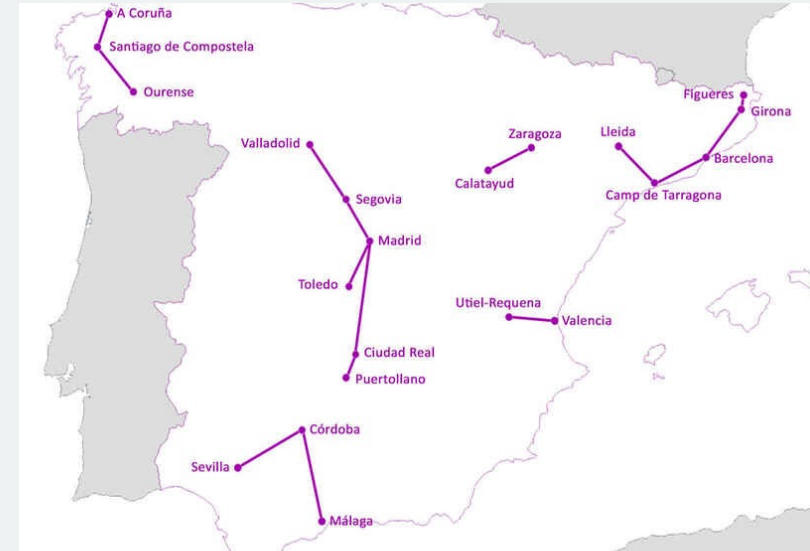 A Coruña
Santiago de Compostela
Ourense
Figueres
Girona
Zaragoza
Lleida
Valladolid
Barcelona
Calatayud
Camp de Tarragona
Segovia
Madrid
Toledo
Utiel-Requena
Valencia
Ciudad Real
Puertollano
Córdoba
Sevilla
Málaga